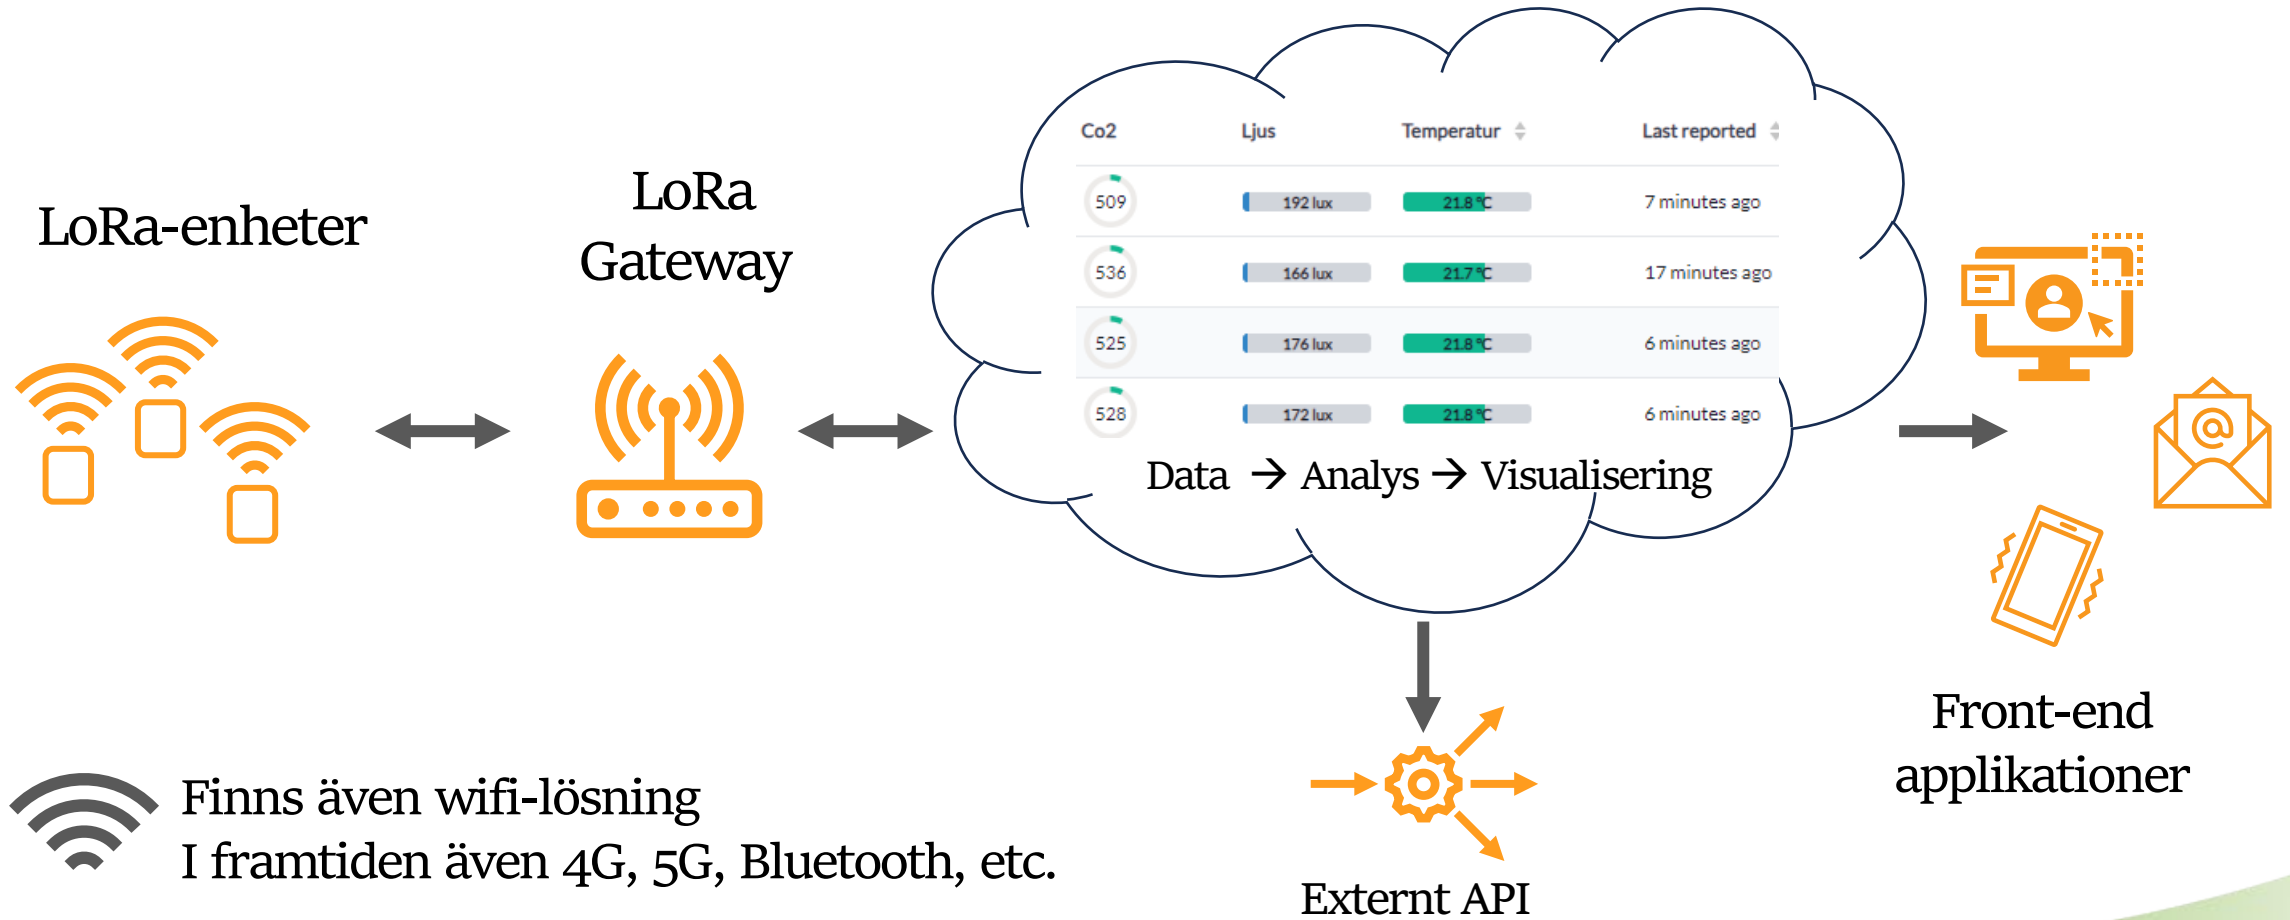 LoRa-enheter
LoRa
Gateway
Co2 Ljus Temperatur Last reported
509 192 lux 21.8 °C 7 minutes ago
536 166 lux 21.7 °C 17 minutes ago
525 176 lux 21.8 °C 6 minutes ago
528 172 lux 21.8 °C 6 minutes ago
Data → Analys → Visualisering
@
Front-end
applikationer
Finns även wifi-lösning
I framtiden även 4G, 5G, Bluetooth, etc.
Externt API